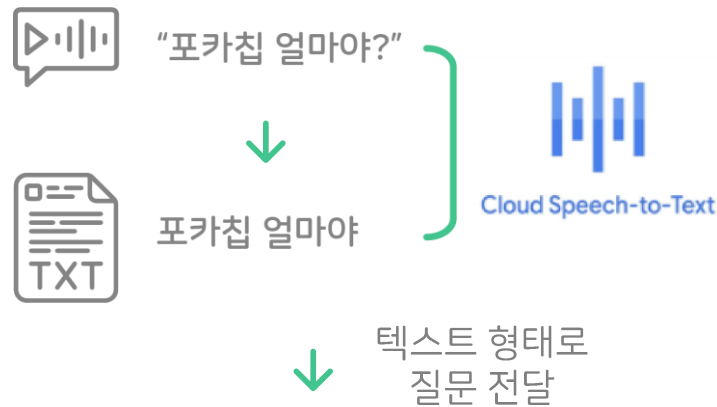 “포카칩 얼마야?”
Cloud Speech-to-Text
TXT
포카칩 얼마야
텍스트 형태로
질문 전달